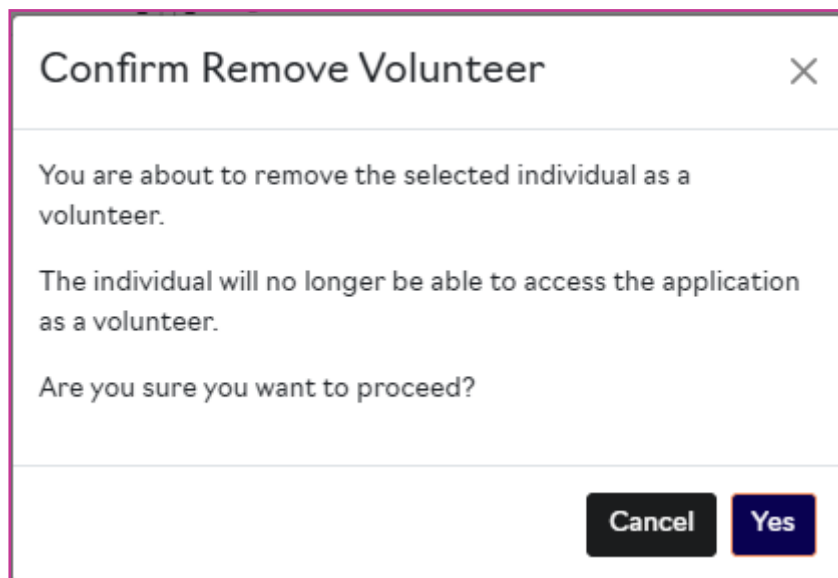 Confirm Remove Volunteer
You are about to remove the selected individual as a
volunteer.
The individual will no longer be able to access the application
as a volunteer.
Are you sure you want to proceed?
Cancel Yes